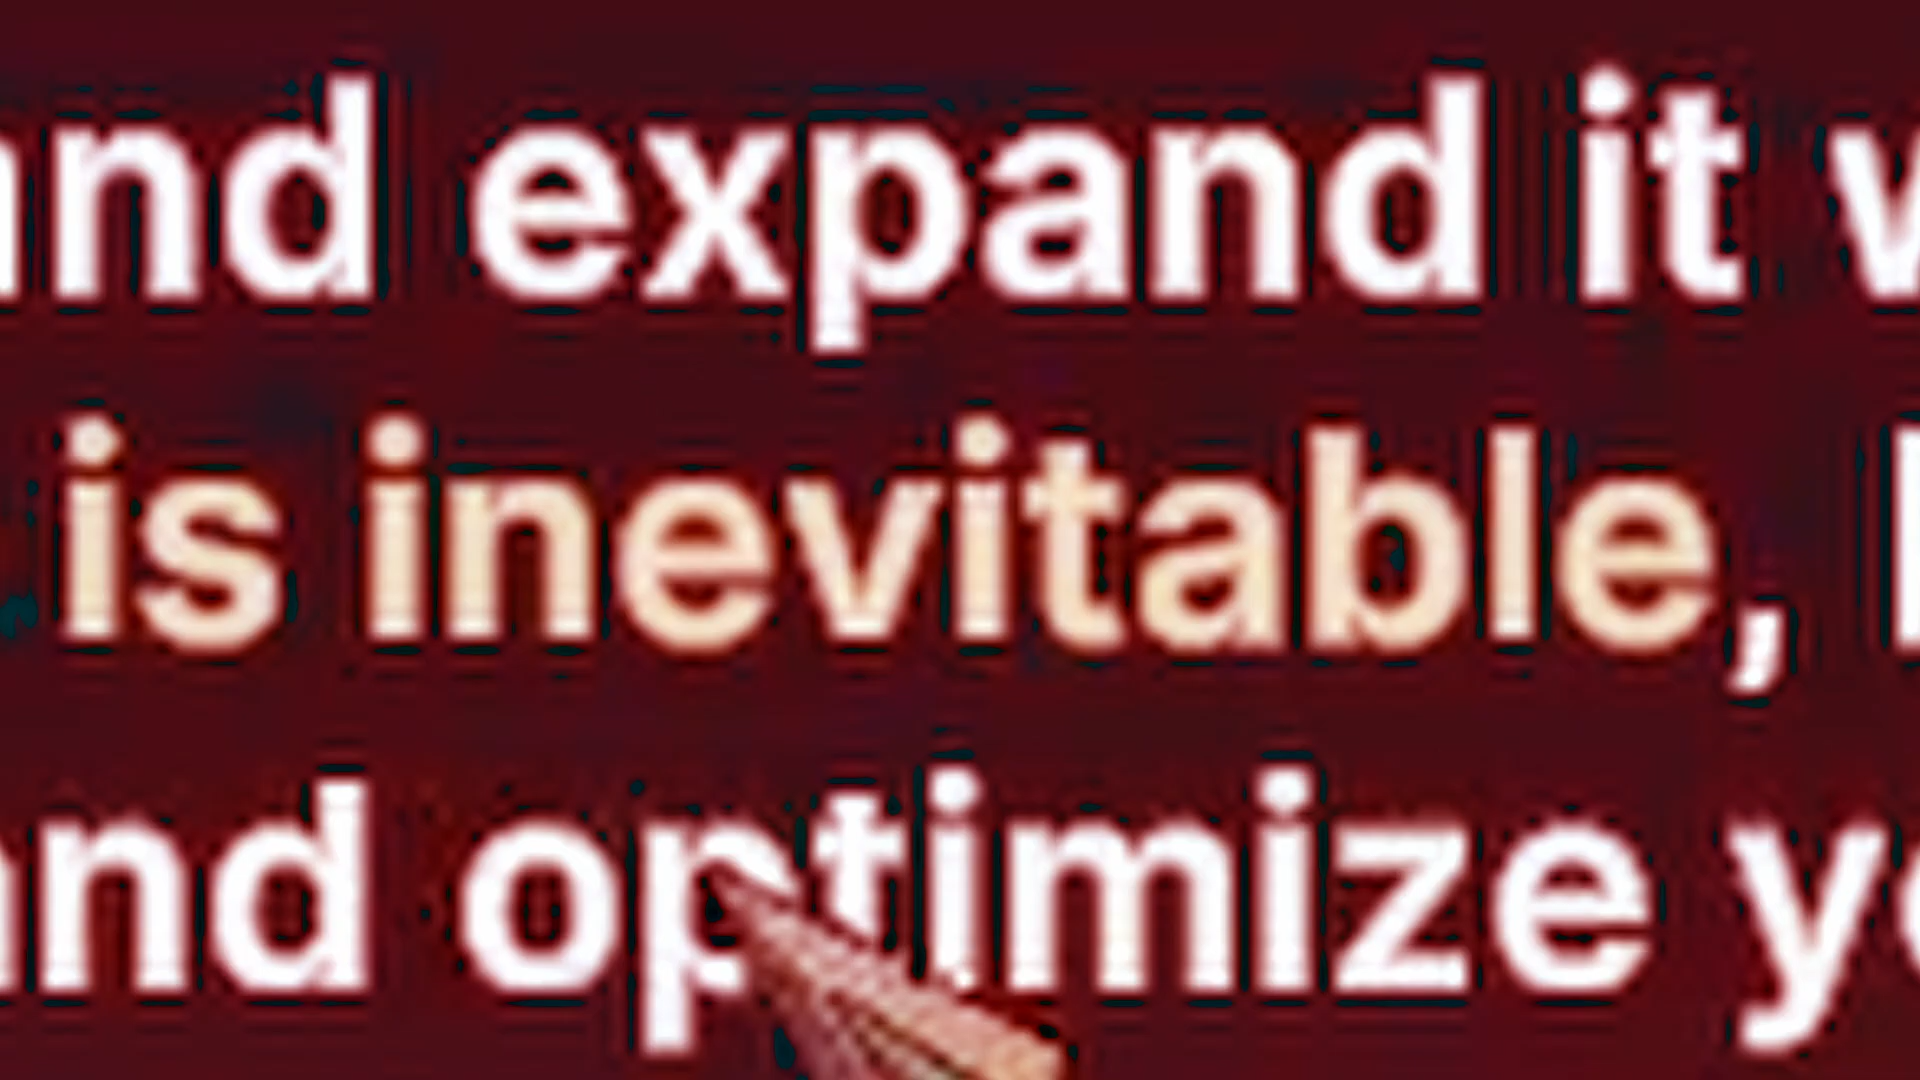 and expand it
is inevitable,
and optimize